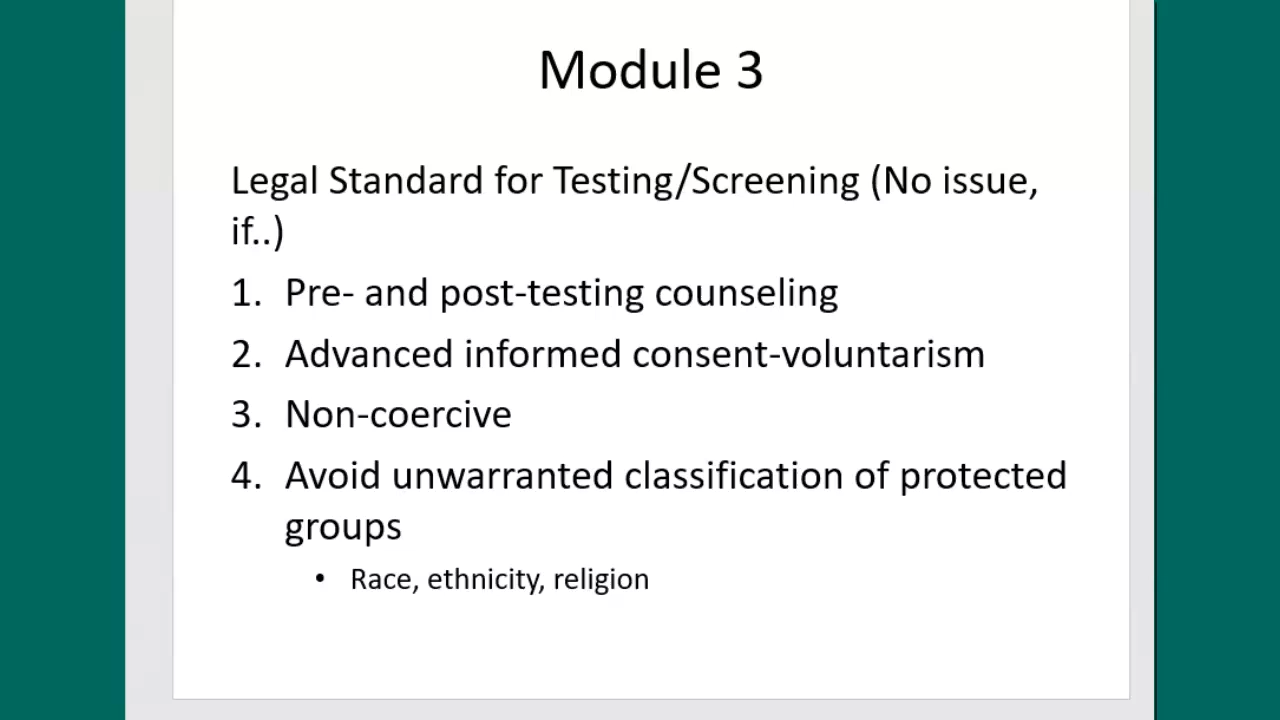 Module 3
Legal Standard for Testing/Screening (No issue,
if..)
1. Pre- and post-testing counseling
2. Advanced informed consent-voluntarism
3. Non-coercive
4. Avoid unwarranted classification of protected
groups
• Race, ethnicity, religion